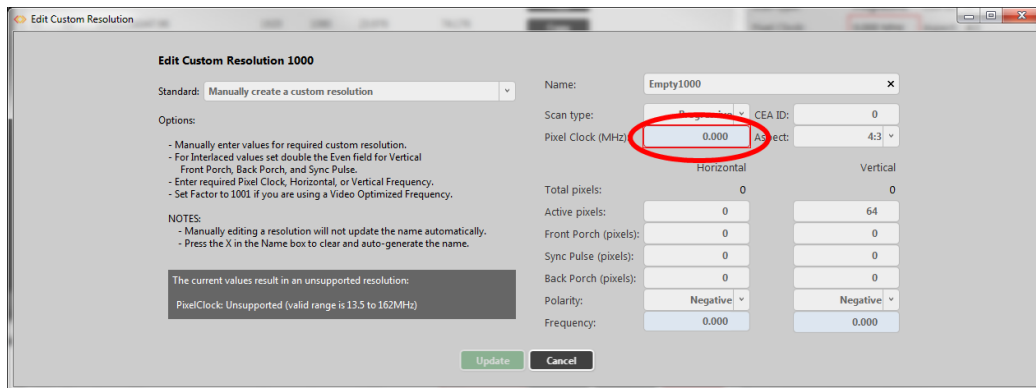 Edit Custom Resolution
Edit Custom Resolution 1000
Standard: Manually create a custom resolution
Options:
- Manually enter values for required custom resolution.
- For Interlaced values set double the Even field for Vertical
Front Porch, Back Porch, and Sync Pulse.
- Enter required Pixel Clock, Horizontal, or Vertical Frequency.
- Set Factor to 1001 if you are using a Video Optimized Frequency.
NOTES:
- Manually editing a resolution will not update the name automatically.
- Press the X in the Name box to clear and auto-generate the name.
The current values result in an unsupported resolution:
PixelClock: Unsupported (valid range is 13.5 to 162MHz)
Name: Empty1000
Scan type: Progressive CEA ID: 0
Pixel Clock (MHz): 0.000 Aspect: 4:3
Horizontal Vertical
Total pixels: 0 0
Active pixels: 0 64
Front Porch (pixels): 0 0
Sync Pulse (pixels): 0 0
Back Porch (pixels): 0 0
Polarity: Negative Negative
Frequency: 0.000 0.000
Update Cancel